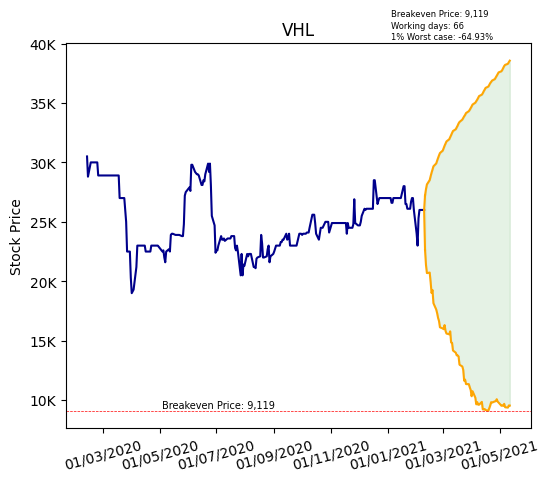 Breakeven Price: 9,119
Working days: 66
1% Worst case: -64.93%
VHL
Stock Price
40K
35K
30K
25K
20K
15K
10K
Breakeven Price: 9,119
01/03/2020
01/05/2020
01/07/2020
01/09/2020
01/11/2020
01/01/2021
01/03/2021
01/05/2021